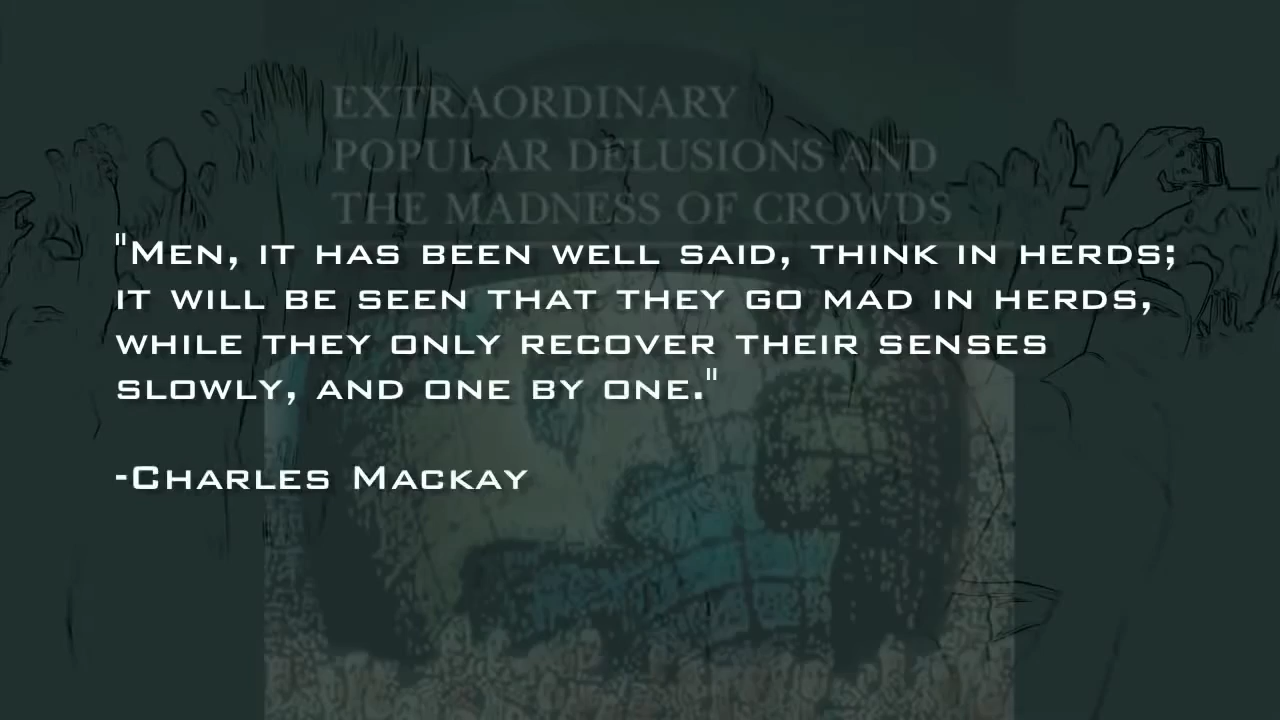 EXTRAORDINARY
POPULAR DELUSIONS AND
THE MADNESS OF CROWDS
"Men, it has been well said, think in herds;
it will be seen that they go mad in herds,
while they only recover their senses
slowly, and one by one."
-Charles Mackay